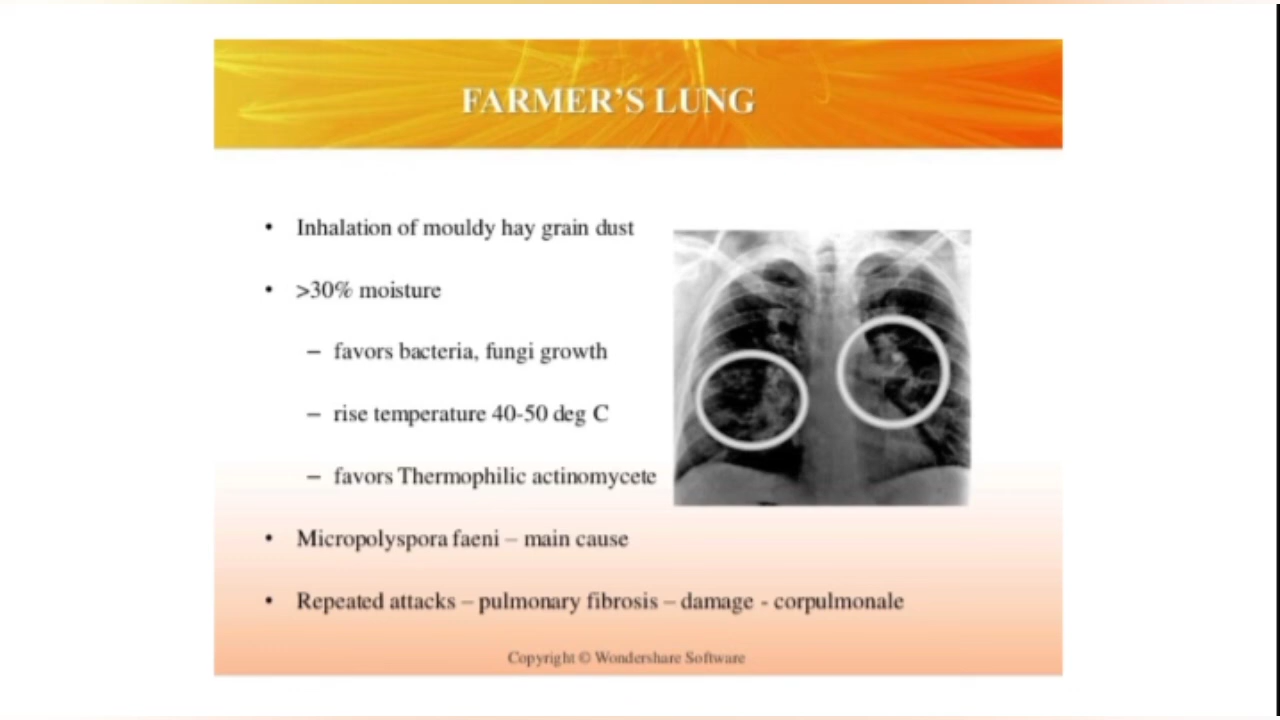 FARMER'S LUNG
• Inhalation of mouldy hay grain dust
• >30% moisture
– favors bacteria, fungi growth
– rise temperature 40-50 deg C
– favors Thermophilic actinomycete
• Micropolyspora faeni – main cause
• Repeated attacks – pulmonary fibrosis – damage - corpulmonale
Copyright © Wondershare Software